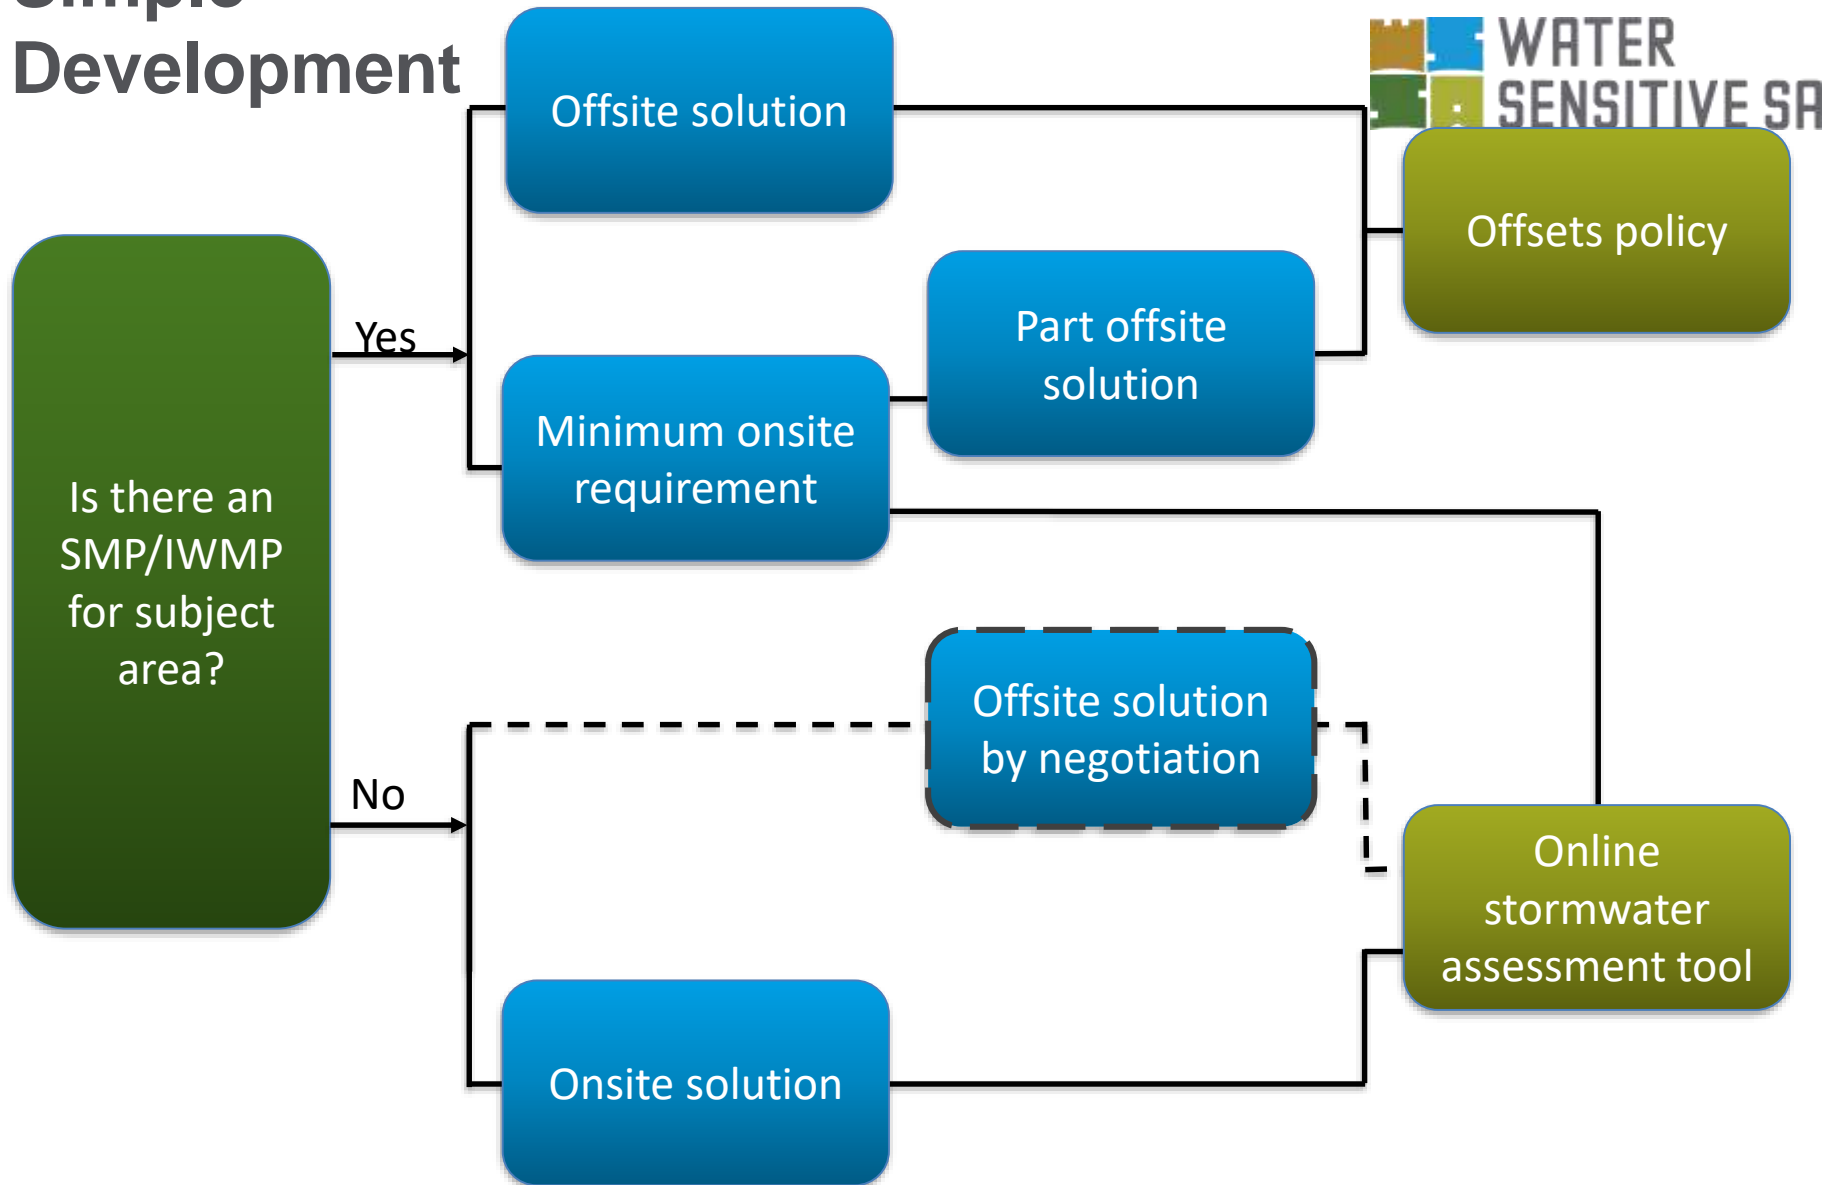 Simple
Development
WATER
SENSITIVE SA
Offsite solution
Offsets policy
Yes
Part offsite
solution
Minimum onsite
requirement
Is there an
SMP/IWMP
for subject
area?
Offsite solution
by negotiation
No
Online
stormwater
assessment tool
Onsite solution